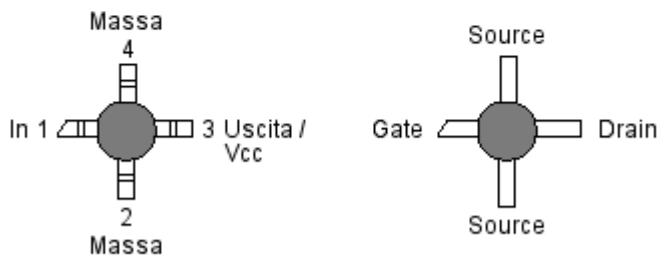 Massa
4
In 1
3 Uscita /
Vcc
2
Massa
Source
Gate
Drain
Source